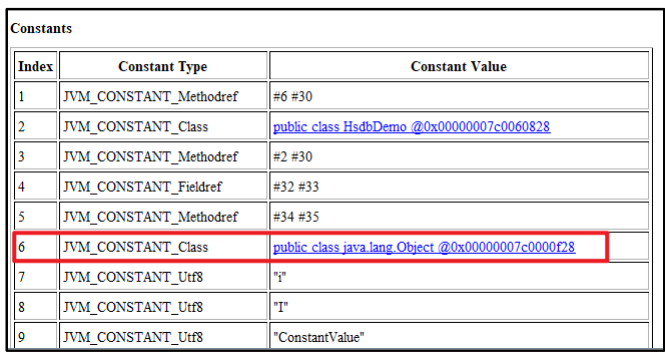 Constants
Index Constant Type Constant Value
1 JVM_CONSTANT_Methodref #6 #30
2 JVM_CONSTANT_Class public class HsdbDemo @0x00000007c0060828
3 JVM_CONSTANT_Methodref #2 #30
4 JVM_CONSTANT_Fieldref #32 #33
5 JVM_CONSTANT_Methodref #34 #35
6 JVM_CONSTANT_Class public class java.lang.Object @0x00000007c0000f28
7 JVM_CONSTANT_Utf8 "i"
8 JVM_CONSTANT_Utf8 "I"
9 JVM_CONSTANT_Utf8 "ConstantValue"